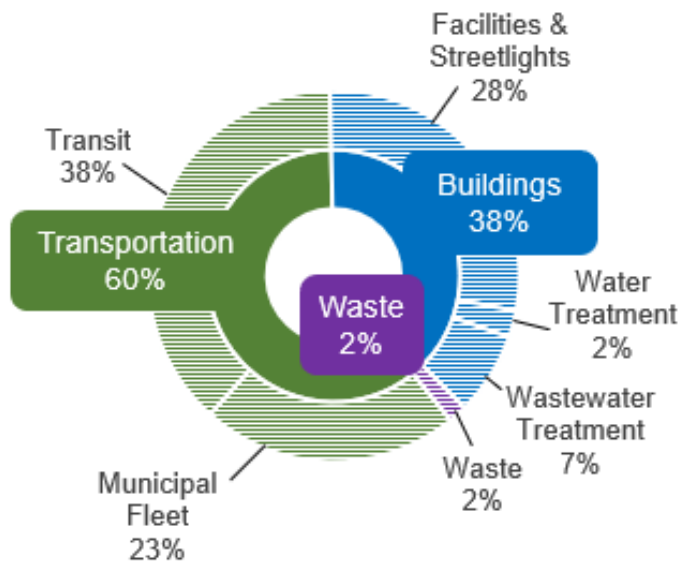 Facilities &
Streetlights
28%
Transit
38%
Buildings
38%
Transportation
60%
Water
Treatment
2%
Waste
2%
Wastewater
Treatment
7%
Waste
2%
Municipal
Fleet
23%